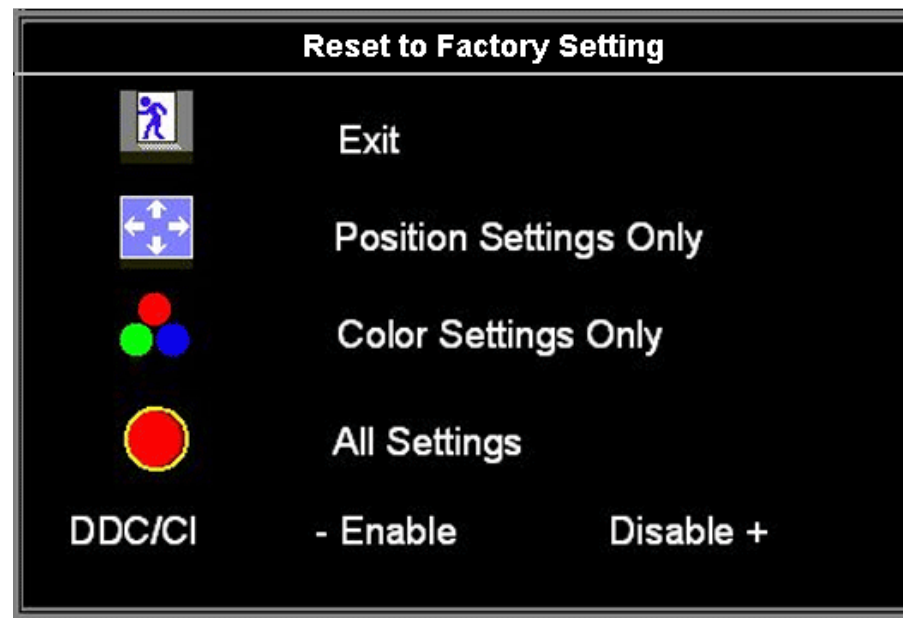 Reset to Factory Setting
Exit
Position Settings Only
Color Settings Only
All Settings
DDC/CI - Enable Disable +